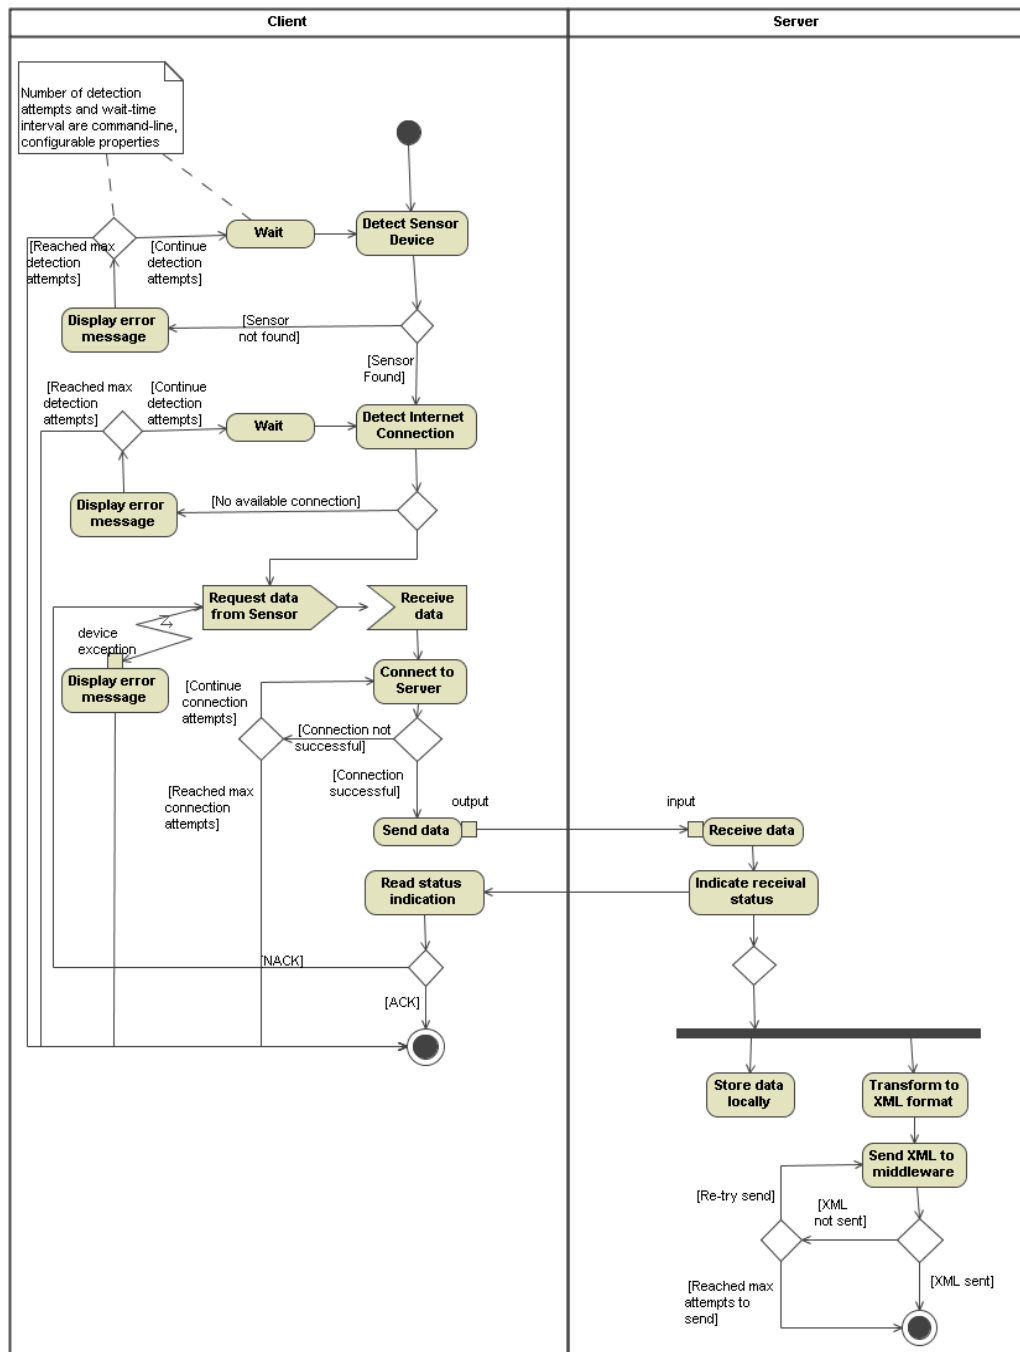 Client
Server
Number of detection
attempts and wait-time
interval are command-line,
configurable properties
Detect Sensor
Device
Wait
[Reached max
detection
attempts]
[Continue
detection
attempts]
Display error
message
[Sensor
not found]
[Sensor
Found]
[Reached max
detection
attempts]
[Continue
detection
attempts]
Wait
Detect Internet
Connection
Display error
message
[No available connection]
Request data
from Sensor
Receive
data
device
exception
Display error
message
Connect to
Server
[Continue
connection
attempts]
[Connection not
successful]
[Connection
successful]
[Reached max
connection
attempts]
output
input
Send data
Receive data
Read status
indication
Indicate receival
status
[NACK]
[ACK]
Store data
locally
Transform to
XML format
Send XML to
middleware
[Re-try send]
[XML
not sent]
[Reached max
attempts to
send]
[XML sent]